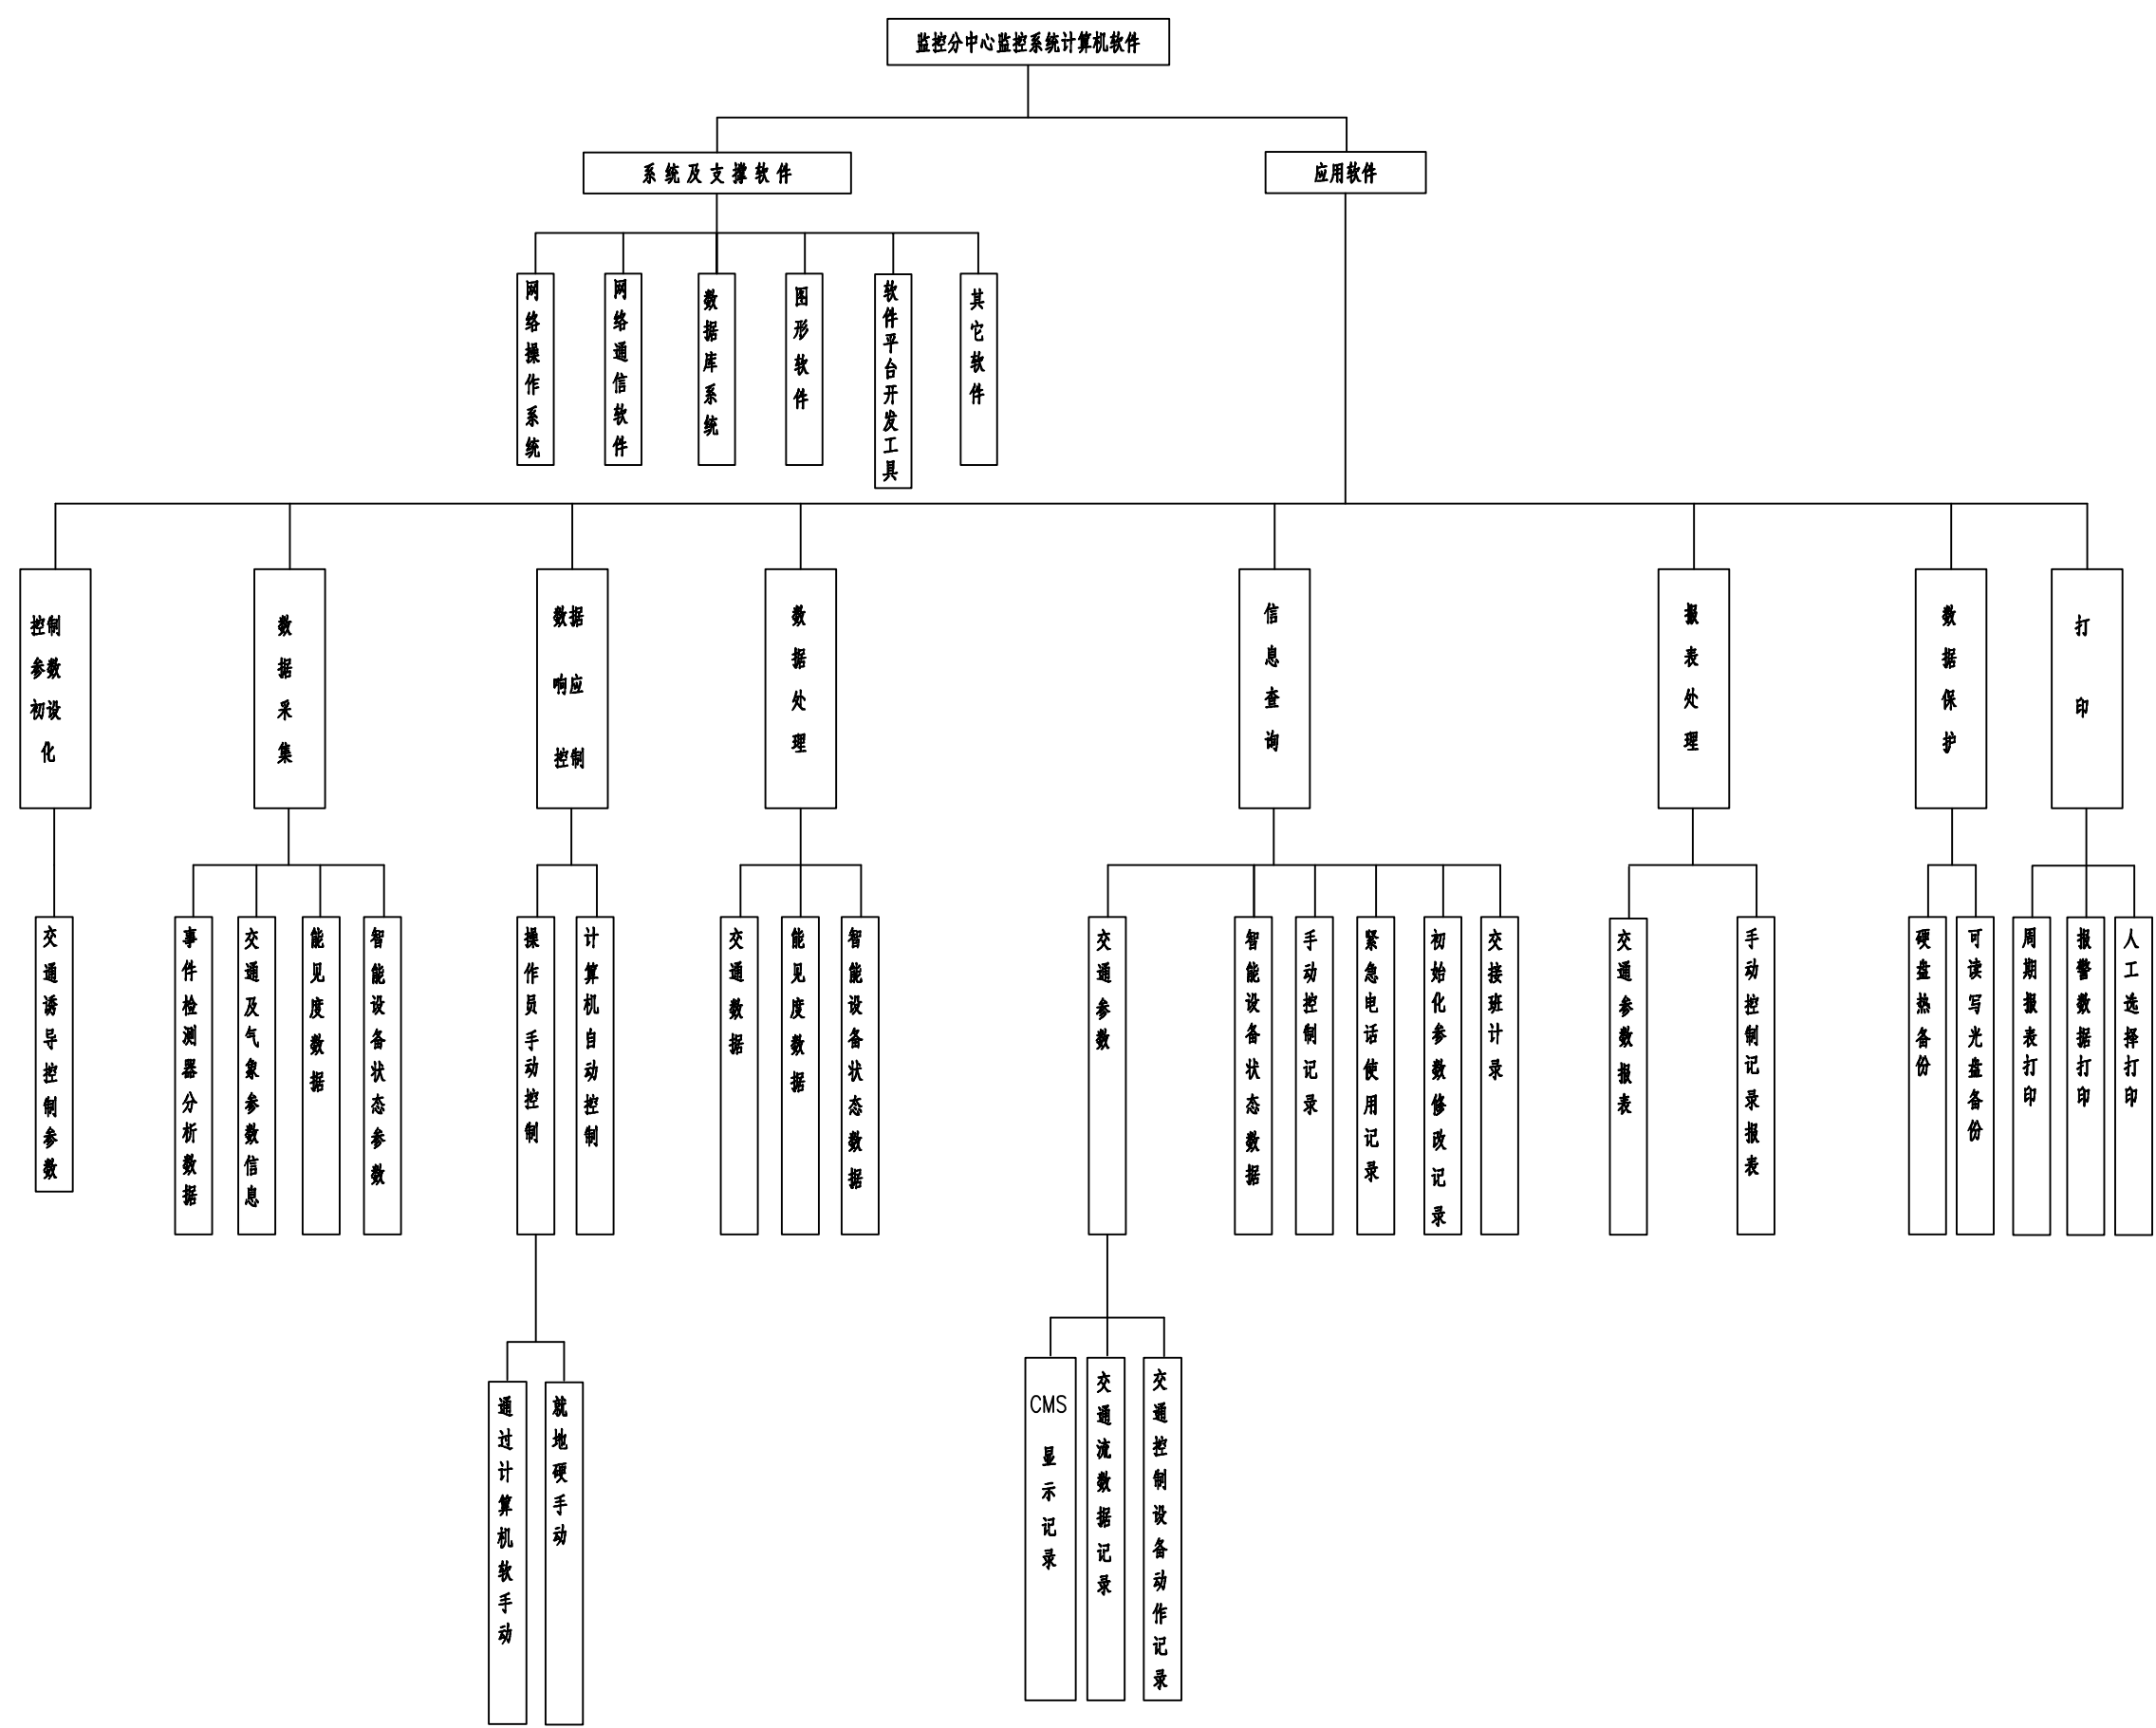 监控分中心监控系统计算机软件
系统及支撑软件
应用软件
网络操作系统
网络通信软件
数据库系统
图形软件
软件平台开发工具
其它软件
控制
参数
初设
化
数据采集
数据
响应
控制
数据处理
信息查询
报表处理
数据保护
打印
交通诱导控制参数
事件检测器分析数据
交通及气象参数信息
能见度数据
智能设备状态参数
操作员手动控制
计算机自动控制
交通数据
能见度数据
智能设备状态数据
交通参数
智能设备状态数据
手动控制记录
紧急电话使用记录
初始化参数修改记录
交接班计录
交通参数报表
手动控制记录报表
硬盘热备份
可读写光盘备份
周期报表打印
报警数据打印
人工选择打印
通过计算机软手动
就地硬手动
CMS显示记录
交通流数据记录
交通控制设备动作记录